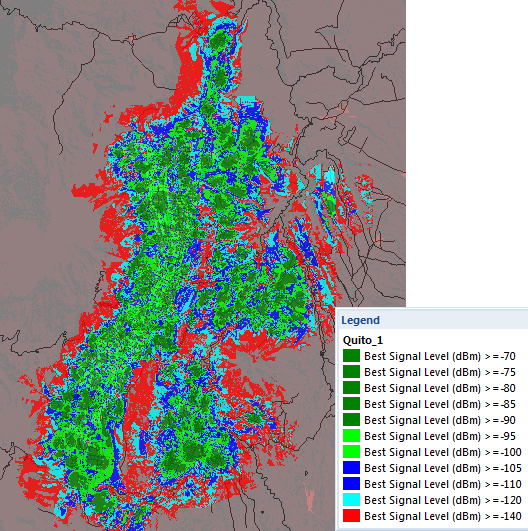 Legend
Quito_1
Best Signal Level (dBm) >=-70
Best Signal Level (dBm) >=-75
Best Signal Level (dBm) >=-80
Best Signal Level (dBm) >=-85
Best Signal Level (dBm) >=-90
Best Signal Level (dBm) >=-95
Best Signal Level (dBm) >=-100
Best Signal Level (dBm) >=-105
Best Signal Level (dBm) >=-110
Best Signal Level (dBm) >=-120
Best Signal Level (dBm) >=-140